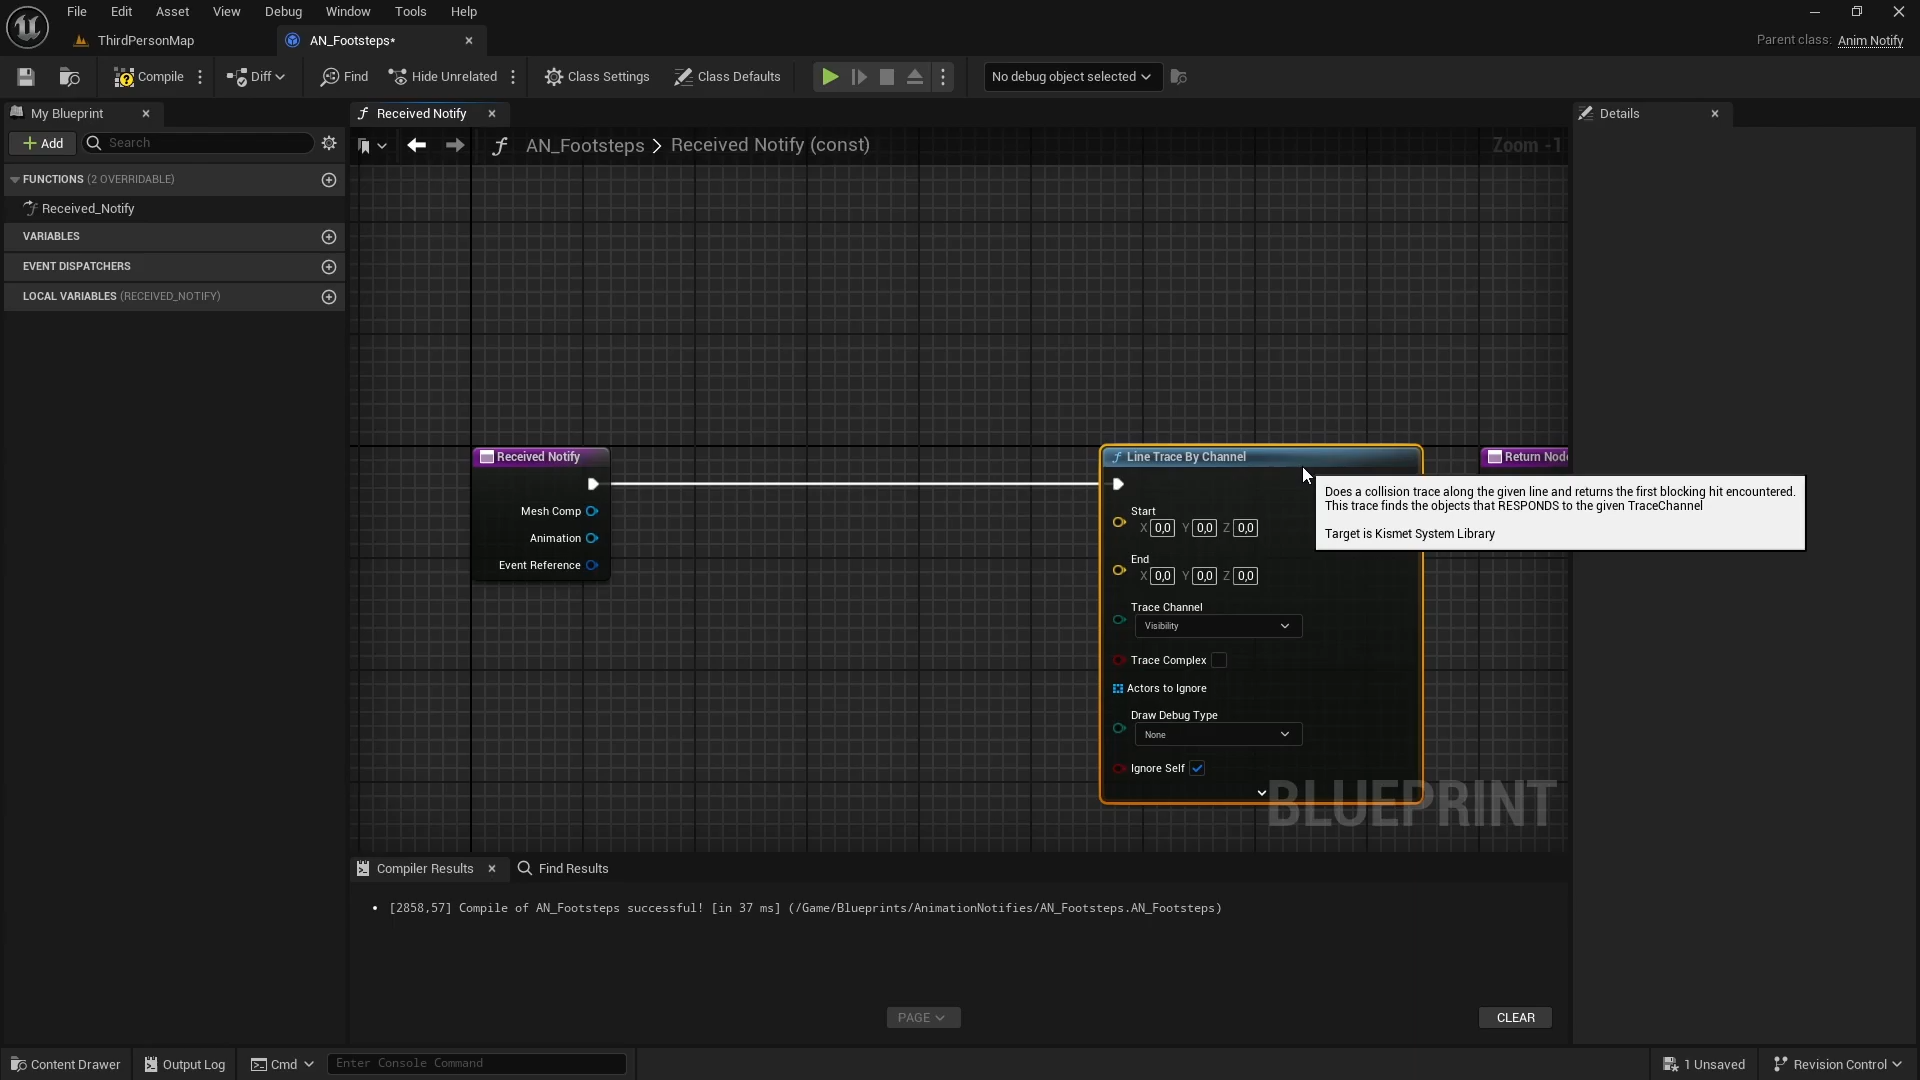 File Edit Asset View Debug Window Tools Help
ThirdPersonMap
AN_Footsteps*
Parent class: Anim Notify
Compile
Diff
Find
Hide Unrelated
Class Settings
Class Defaults
No debug object selected
My Blueprint
Add
Search
FUNCTIONS (2 OVERRIDABLE)
Received_Notify
VARIABLES
EVENT DISPATCHERS
LOCAL VARIABLES (RECEIVED_NOTIFY)
Received Notify
AN_Footsteps > Received Notify (const)
Zoom -1
Details
Received Notify
Mesh Comp
Animation
Event Reference
Line Trace By Channel
Start
X 0,0 Y 0,0 Z 0,0
End
X 0,0 Y 0,0 Z 0,0
Trace Channel
Visibility
Trace Complex
Actors to Ignore
Draw Debug Type
None
Ignore Self
Return Node
Does a collision trace along the given line and returns the first blocking hit encountered.
This trace finds the objects that RESPONDS to the given TraceChannel
Target is Kismet System Library
BLUEPRINT
Compiler Results
Find Results
• [2858,57] Compile of AN_Footsteps successful! [in 37 ms] (/Game/Blueprints/AnimationNotifies/AN_Footsteps.AN_Footsteps)
PAGE
CLEAR
Content Drawer
Output Log
Cmd
Enter Console Command
1 Unsaved
Revision Control